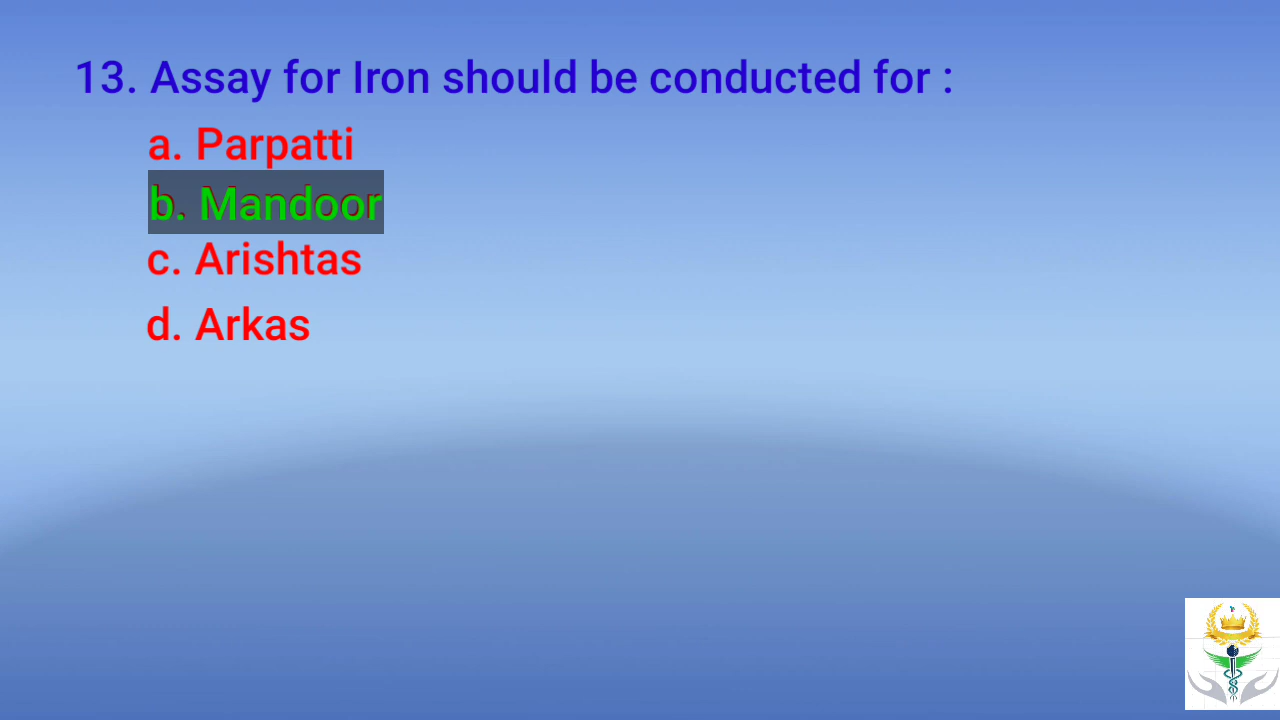 13. Assay for Iron should be conducted for :
a. Parpatti
b. Mandoor
c. Arishtas
d. Arkas